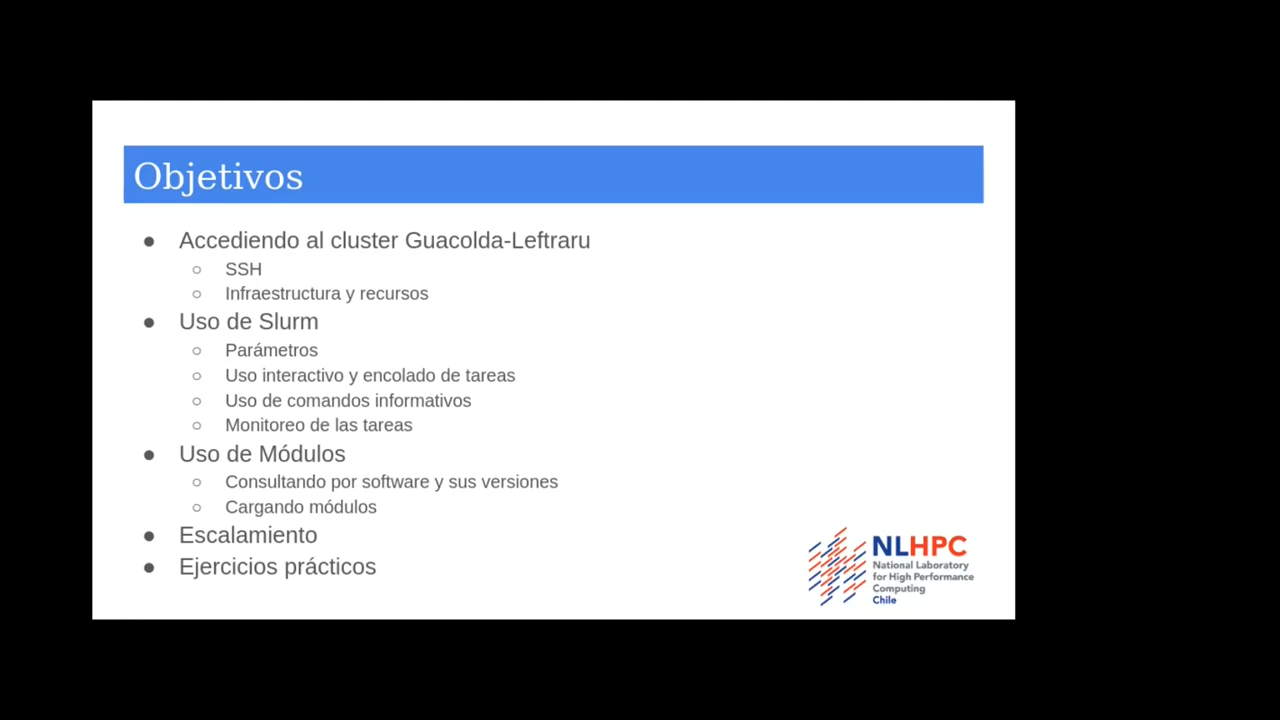 Objetivos
● Accediendo al cluster Guacolda-Leftraru
○ SSH
○ Infraestructura y recursos
● Uso de Slurm
○ Parámetros
○ Uso interactivo y encolado de tareas
○ Uso de comandos informativos
○ Monitoreo de las tareas
● Uso de Módulos
○ Consultando por software y sus versiones
○ Cargando módulos
● Escalamiento
● Ejercicios prácticos
NLHPC
National Laboratory
for High Performance
Computing
Chile